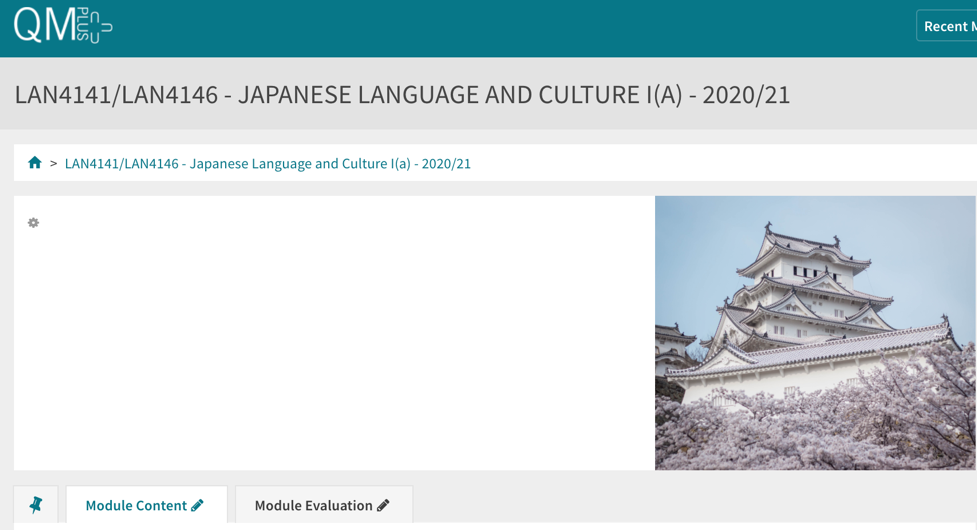 QM
PLUS
Recent M
LAN4141/LAN4146 - JAPANESE LANGUAGE AND CULTURE I(A) - 2020/21
> LAN4141/LAN4146 - Japanese Language and Culture I(a) - 2020/21
Module Content
Module Evaluation